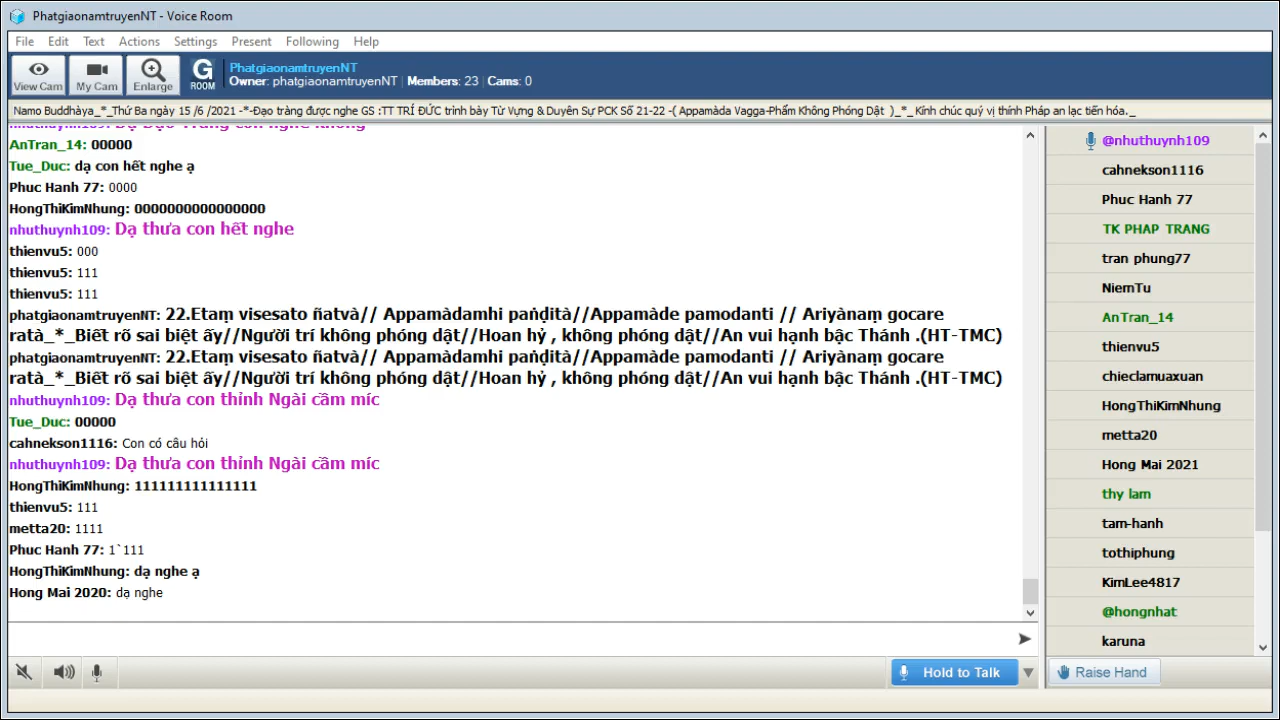 PhatgiaonamtruyenNT - Voice Room
File Edit Text Actions Settings Present Following Help
View Cam My Cam Enlarge G ROOM
PhatgiaonamtruyenNT
Owner: phatgiaonamtruyenNT Members: 23 Cams: 0
Namo Buddhàya_*_Thứ Ba ngày 15 /6 /2021 -*-Đạo tràng được nghe GS :TT TRÍ ĐỨC trình bày Từ Vựng & Duyên Sự PCK Số 21-22 -( Appamàda Vagga-Phẩm Không Phóng Dật )_*_ Kính chúc quý vị thính Pháp an lạc tiến hóa._
nhuthuynh109: Dạ Đạo Tràng con nghe không
AnTran_14: 00000
Tue_Duc: dạ con hết nghe ạ
Phuc Hanh 77: 0000
HongThiKimNhung: 0000000000000000
nhuthuynh109: Dạ thưa con hết nghe
thienvu5: 000
thienvu5: 111
thienvu5: 111
phatgiaonamtruyenNT: 22.Etaṃ visesato ñatvà// Appamàdamhi paṅḍità//Appamàde pamodanti // Ariyànaṃ gocare
ratà_*_Biết rõ sai biệt ấy//Người trí không phóng dật//Hoan hỷ , không phóng dật//An vui hạnh bậc Thánh .(HT-TMC)
phatgiaonamtruyenNT: 22.Etaṃ visesato ñatvà// Appamàdamhi paṅḍità//Appamàde pamodanti // Ariyànaṃ gocare
ratà_*_Biết rõ sai biệt ấy//Người trí không phóng dật//Hoan hỷ , không phóng dật//An vui hạnh bậc Thánh .(HT-TMC)
nhuthuynh109: Dạ thưa con thỉnh Ngài cầm míc
Tue_Duc: 00000
cahnekson1116: Con có câu hỏi
nhuthuynh109: Dạ thưa con thỉnh Ngài cầm míc
HongThiKimNhung: 111111111111111
thienvu5: 111
metta20: 1111
Phuc Hanh 77: 1`111
HongThiKimNhung: dạ nghe ạ
Hong Mai 2020: dạ nghe
Hold to Talk
@nhuthuynh109
cahnekson1116
Phuc Hanh 77
TK PHAP TRANG
tran phung77
NiemTu
AnTran_14
thienvu5
chieclamuaxuan
HongThiKimNhung
metta20
Hong Mai 2021
thy lam
tam-hanh
tothiphung
KimLee4817
@hongnhat
karuna
Raise Hand